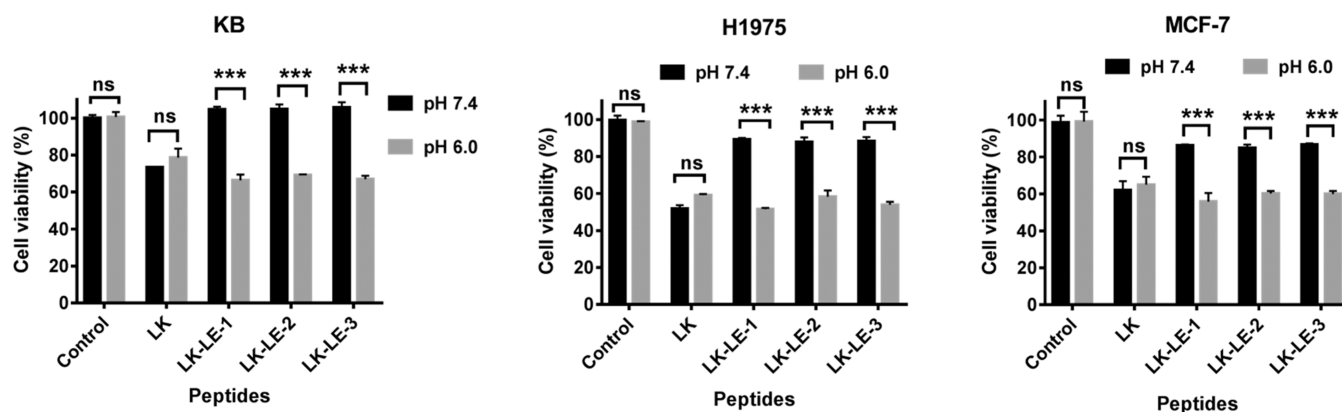 KB
ns
ns
***
***
***
pH 7.4
pH 6.0
Cell viability (%)
100
80
60
40
20
0
Control
LK
LK-LE-1
LK-LE-2
LK-LE-3
Peptides
H1975
pH 7.4
pH 6.0
ns
ns
***
***
***
Cell viability (%)
100
80
60
40
20
0
Control
LK
LK-LE-1
LK-LE-2
LK-LE-3
Peptides
MCF-7
pH 7.4
pH 6.0
ns
ns
***
***
***
Cell viability (%)
100
80
60
40
20
0
Control
LK
LK-LE-1
LK-LE-2
LK-LE-3
Peptides